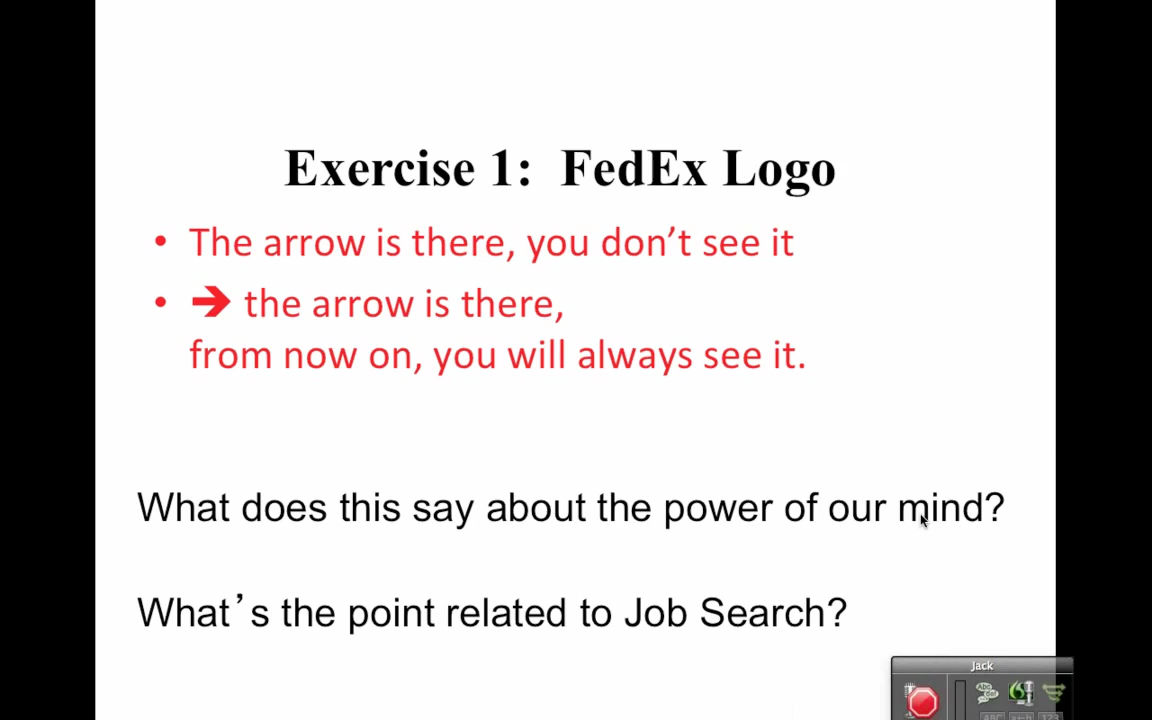 Exercise 1:  FedEx Logo
• The arrow is there, you don’t see it
• ➔ the arrow is there,
from now on, you will always see it.
What does this say about the power of our mind?
What’s the point related to Job Search?
Jack